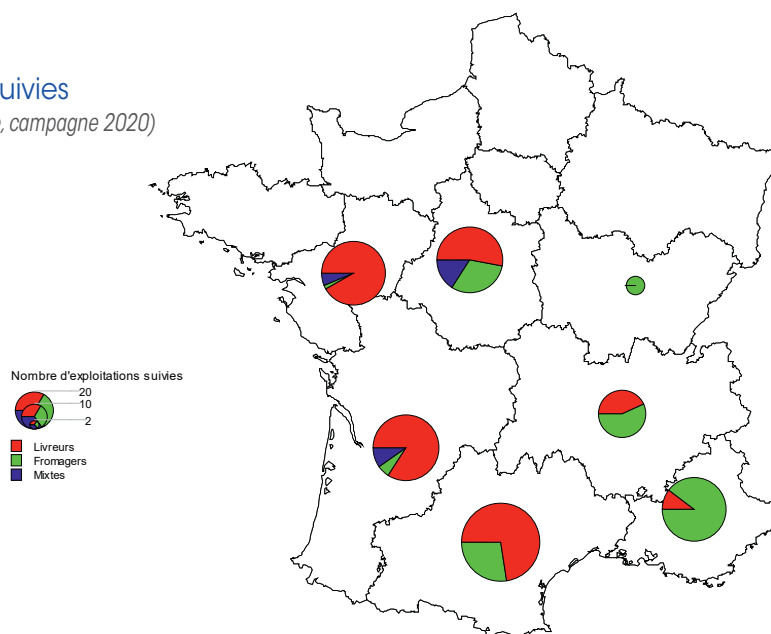 uivies
, campagne 2020)
Nombre d'exploitations suivies
20
10
2
Livreurs
Fromagers
Mixtes